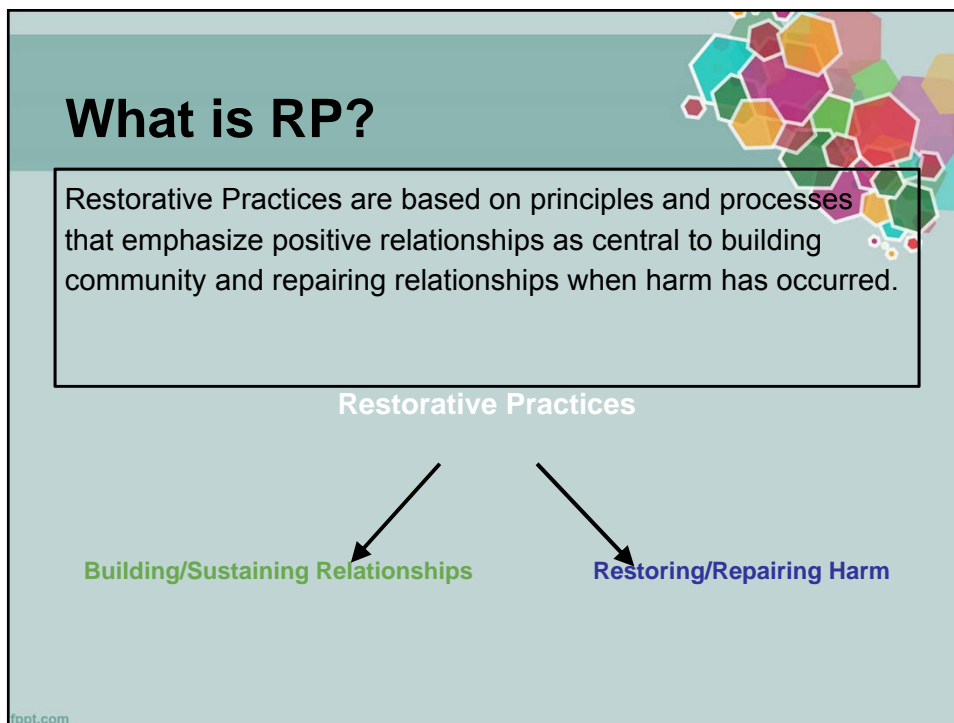 What is RP?
Restorative Practices are based on principles and processes
that emphasize positive relationships as central to building
community and repairing relationships when harm has occurred.
Restorative Practices
Building/Sustaining Relationships
Restoring/Repairing Harm
fppt.com